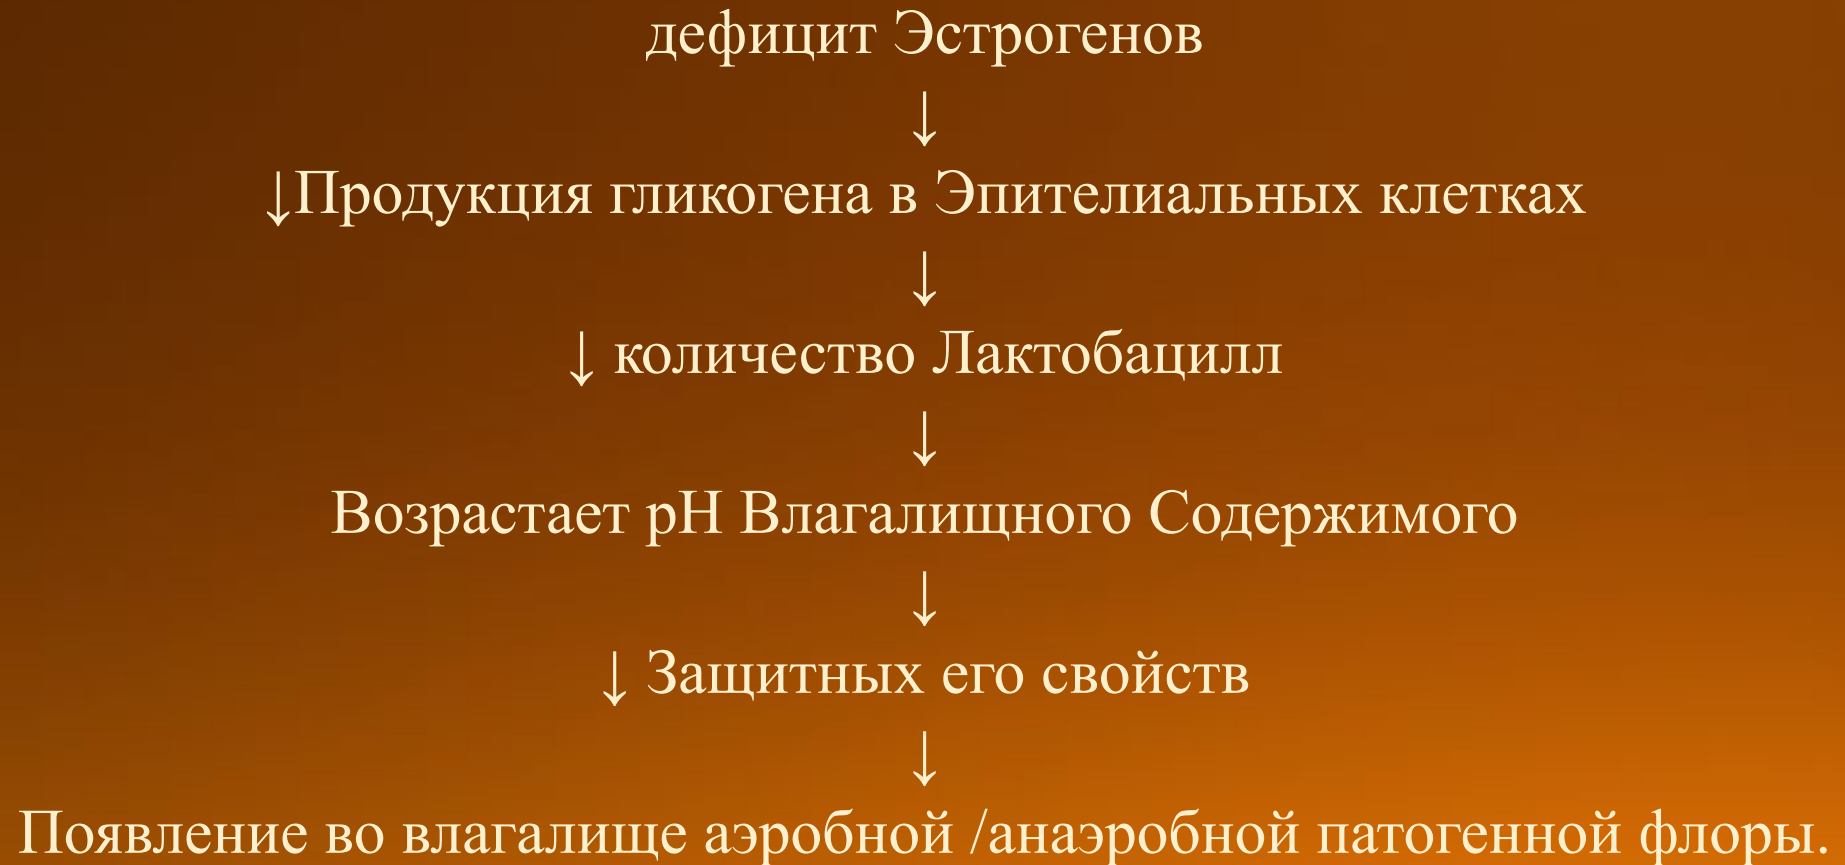 дефицит Эстрогенов
↓
↓Продукция гликогена в Эпителиальных клетках
↓
↓ количество Лактобацилл
↓
Возрастает pH Влагалищного Содержимого
↓
↓ Защитных его свойств
↓
Появление во влагалище аэробной /анаэробной патогенной флоры.